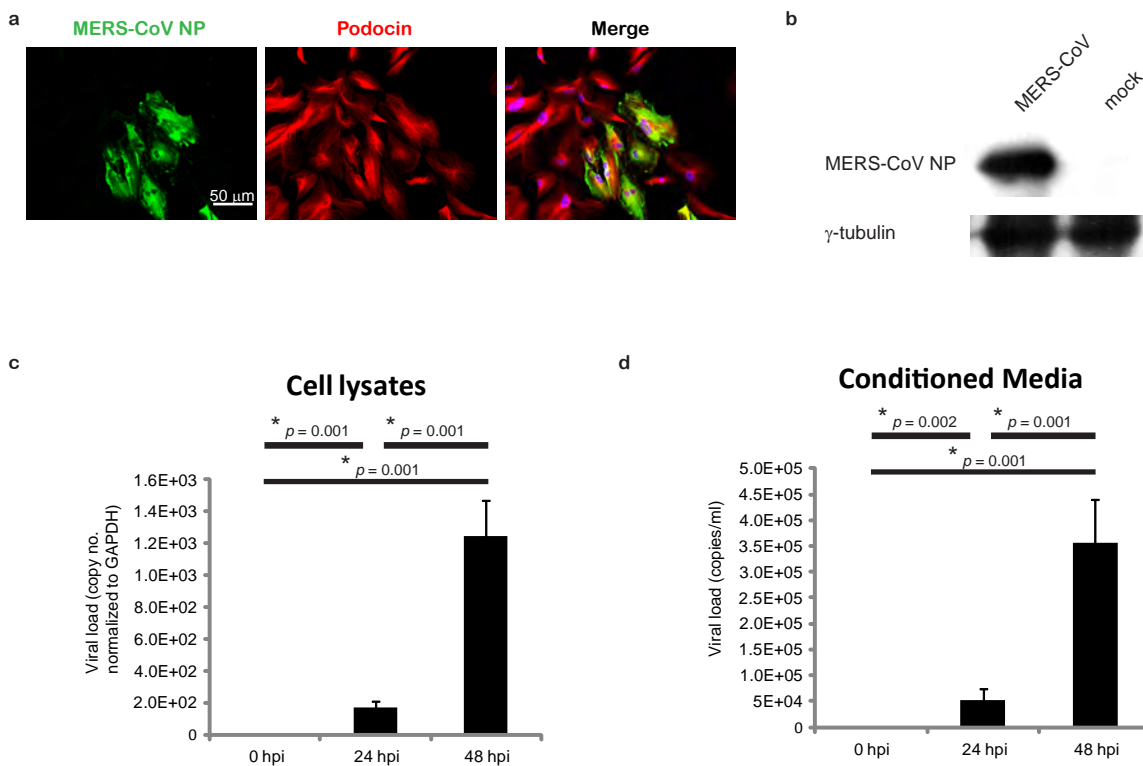 a
MERS-CoV NP
Podocin
Merge
50 μm
b
MERS-CoV
mock
MERS-CoV NP
γ-tubulin
c
Cell lysates
* p = 0.001
* p = 0.001
* p = 0.001
Viral load (copy no.
normalized to GAPDH)
1.6E+03
1.4E+03
1.2E+03
1.0E+03
8.0E+02
6.0E+02
4.0E+02
2.0E+02
0
0 hpi
24 hpi
48 hpi
d
Conditioned Media
* p = 0.002
* p = 0.001
* p = 0.001
Viral load (copies/ml)
5.0E+05
4.5E+05
4.0E+05
3.5E+05
3.0E+05
2.5E+05
2.0E+05
1.5E+05
1.0E+05
5E+04
0
0 hpi
24 hpi
48 hpi